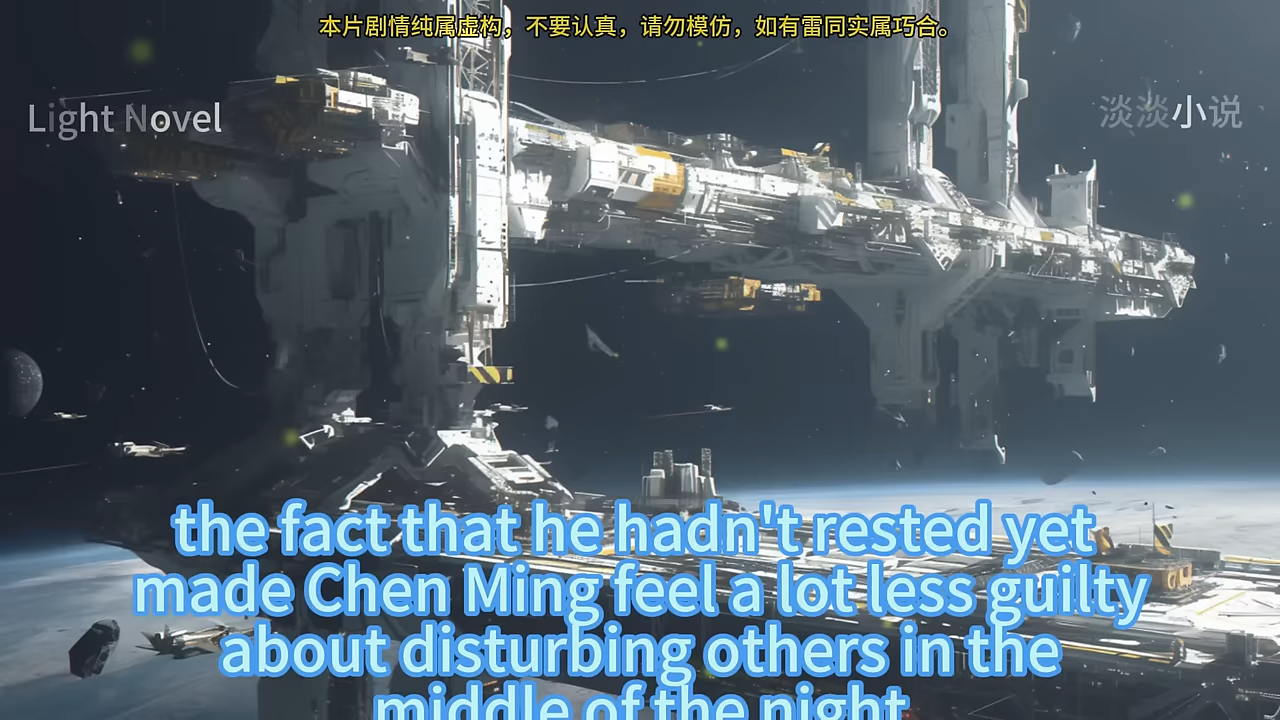 本片剧情纯属虚构，不要认真，请勿模仿，如有雷同实属巧合。
Light Novel
淡淡小说
the fact that he hadn't rested yet
made Chen Ming feel a lot less guilty
about disturbing others in the
middle of the night